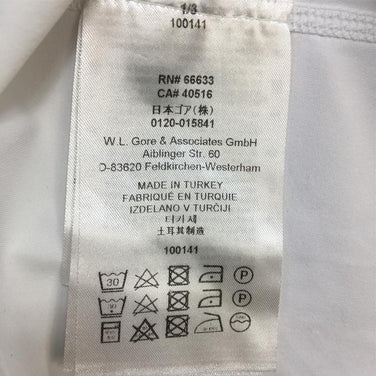 1/3
100141
RN# 66633
CA# 40516
日本ゴア(株)
0120-015841
W.L. Gore & Associates GmbH
Aiblinger Str. 60
D-83620 Feldkirchen-Westerham
MADE IN TURKEY
FABRIQUÉ EN TURQUIE
IZDELANO V TURČIJI
터키제
土耳其制造
100141
30 P
P